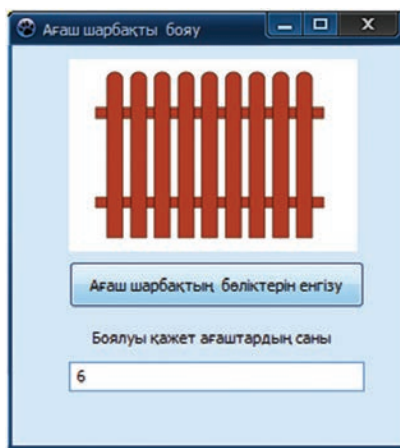 Ағаш шарбақты бояу
Ағаш шарбақтың бөліктерін енгізу
Боялуы қажет ағаштардың саны
6